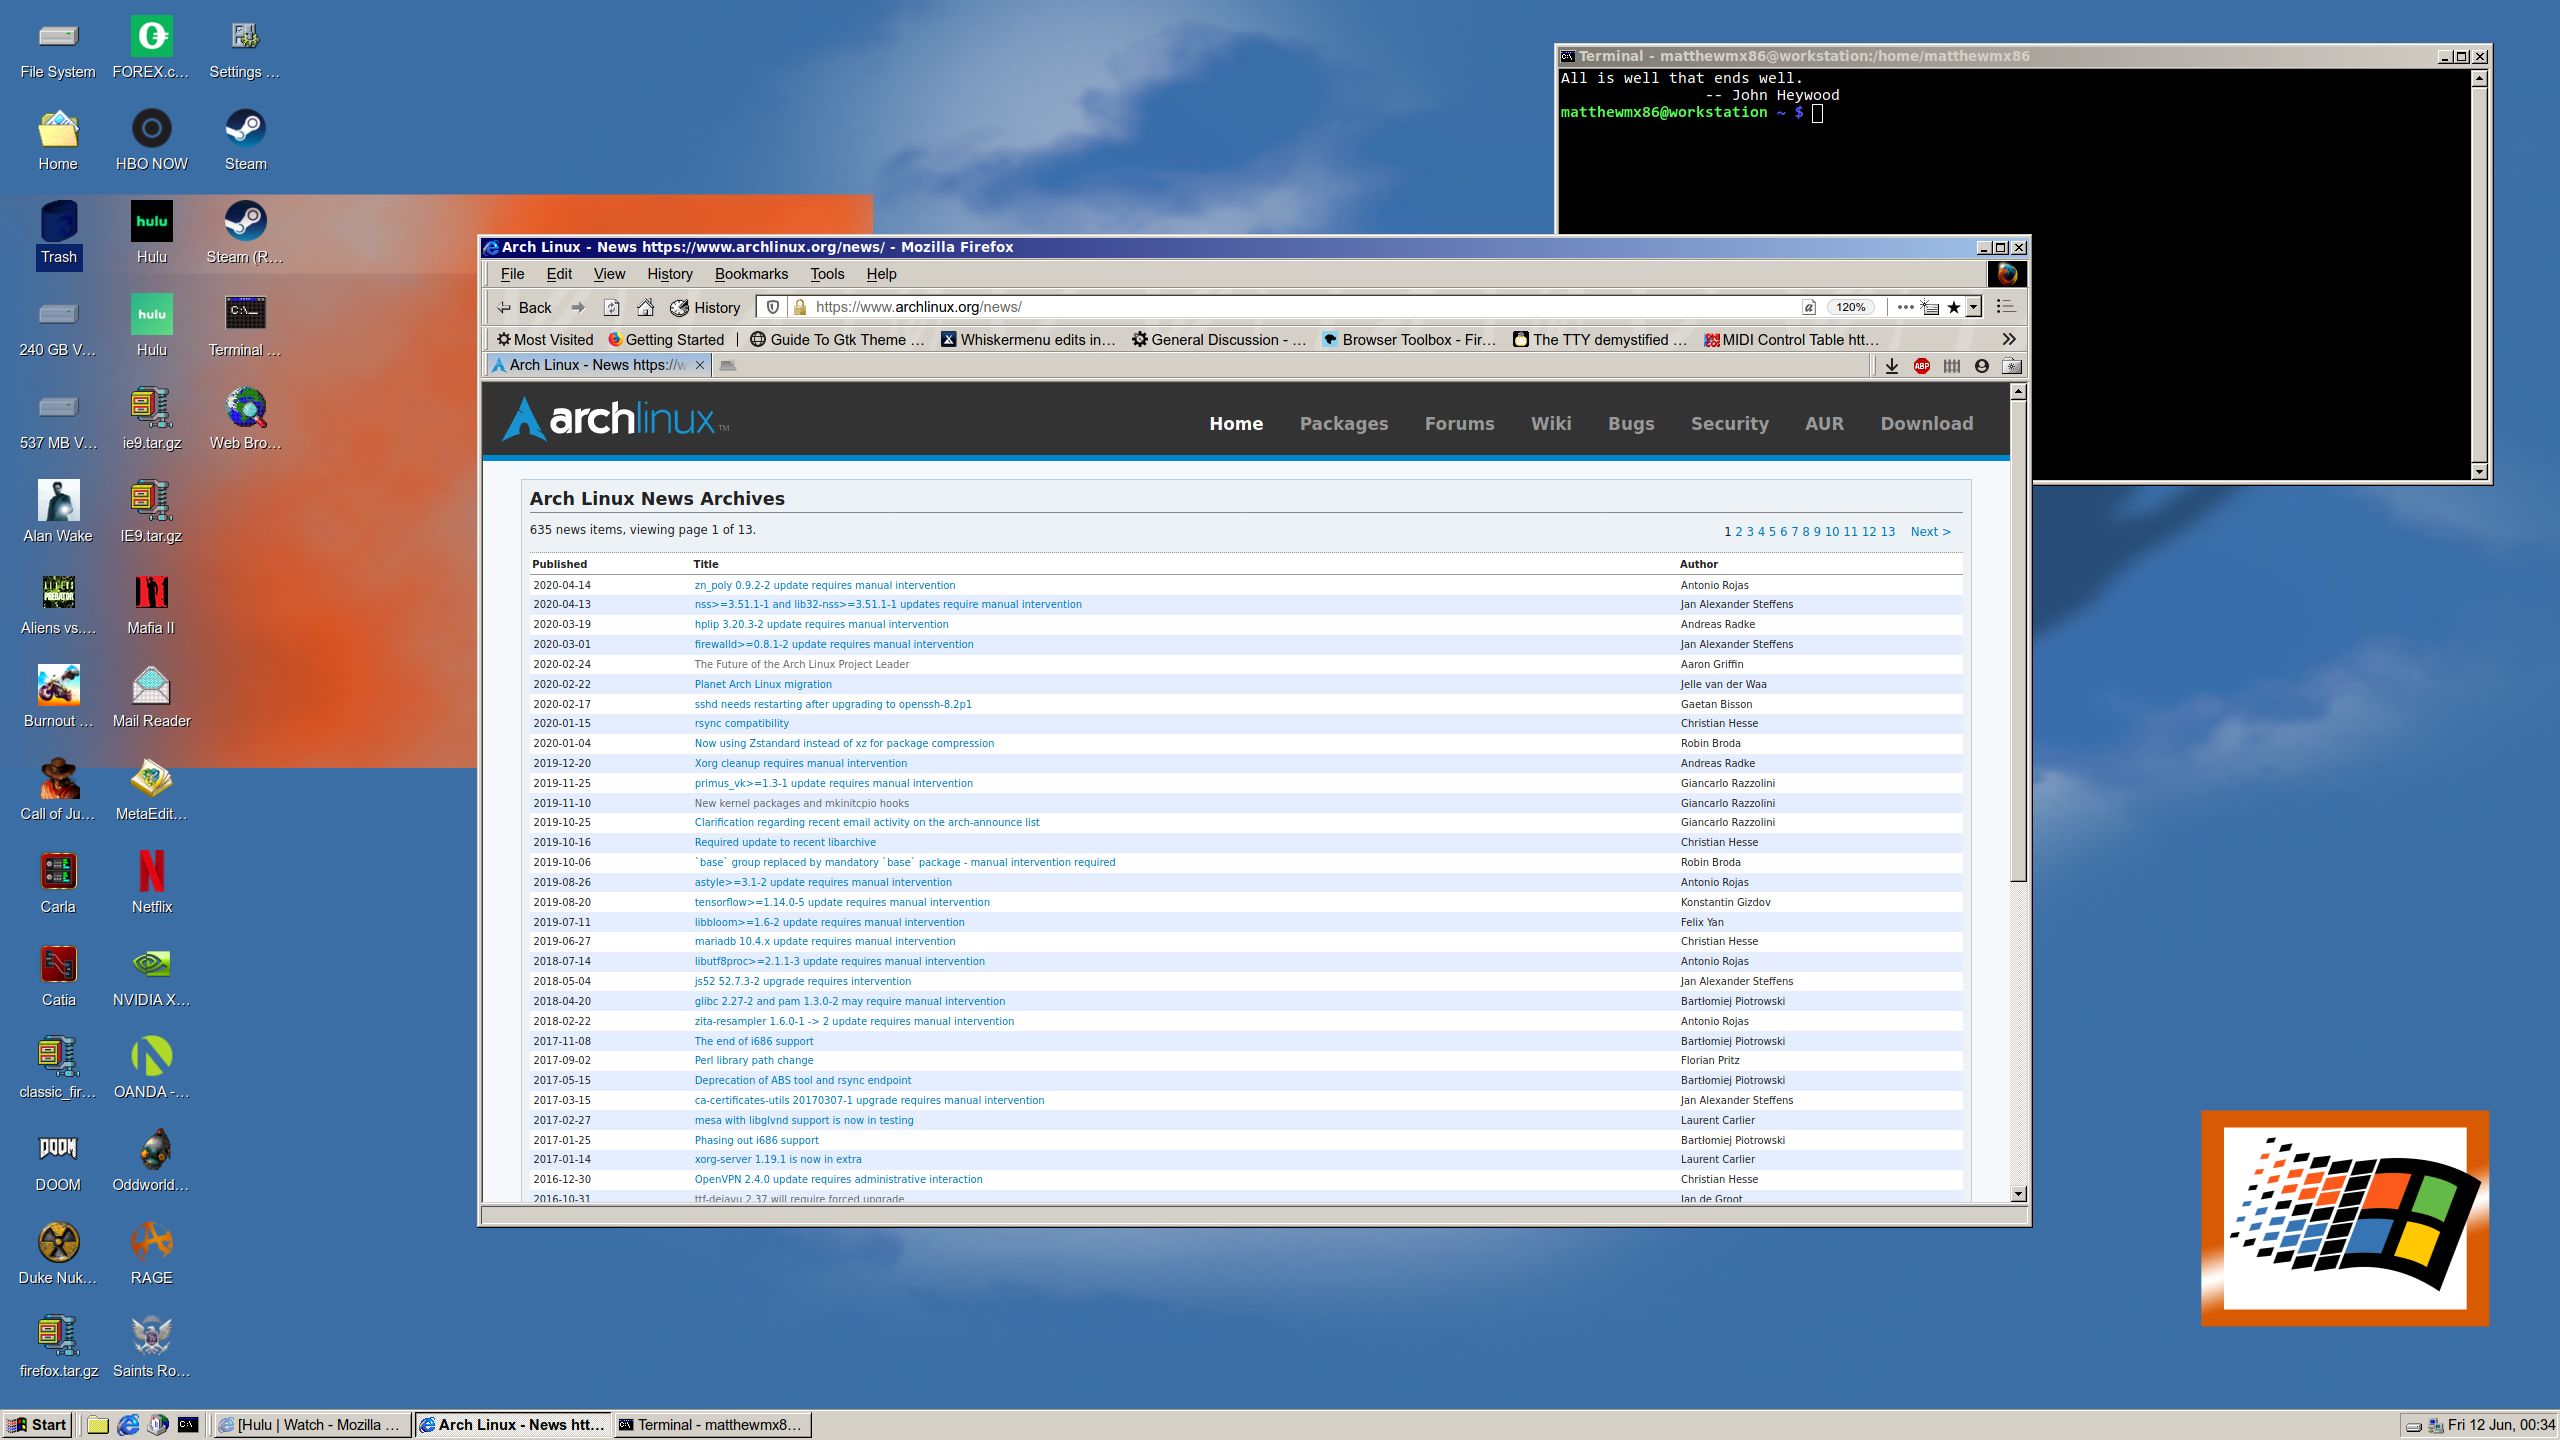 File System
FOREX.c...
Settings ...
Home
HBO NOW
Steam
Trash
hulu
Hulu
Steam (R...
240 GB V...
hulu
Hulu
C:\_
Terminal ...
537 MB V...
ie9.tar.gz
Web Bro...
Alan Wake
IE9.tar.gz
Aliens vs....
Mafia II
Burnout ...
Mail Reader
Call of Ju...
MetaEdit...
Carla
Netflix
Catia
NVIDIA X...
classic_fir...
OANDA -...
DOOM
DOOM
Oddworld...
Duke Nuk...
RAGE
firefox.tar.gz
Saints Ro...
Terminal - matthewmx86@workstation:/home/matthewmx86
All is well that ends well.
-- John Heywood
matthewmx86@workstation ~ $
Arch Linux - News https://www.archlinux.org/news/ - Mozilla Firefox
File Edit View History Bookmarks Tools Help
Back History https://www.archlinux.org/news/ 120%
Most Visited Getting Started Guide To Gtk Theme ... Whiskermenu edits in... General Discussion - ... Browser Toolbox - Fir... The TTY demystified ... MIDI Control Table htt...
Arch Linux - News https://w ABP
archlinux™ Home Packages Forums Wiki Bugs Security AUR Download
Arch Linux News Archives
635 news items, viewing page 1 of 13. 1 2 3 4 5 6 7 8 9 10 11 12 13 Next >
Published Title Author
2020-04-14 zn_poly 0.9.2-2 update requires manual intervention Antonio Rojas
2020-04-13 nss>=3.51.1-1 and lib32-nss>=3.51.1-1 updates require manual intervention Jan Alexander Steffens
2020-03-19 hplip 3.20.3-2 update requires manual intervention Andreas Radke
2020-03-01 firewalld>=0.8.1-2 update requires manual intervention Jan Alexander Steffens
2020-02-24 The Future of the Arch Linux Project Leader Aaron Griffin
2020-02-22 Planet Arch Linux migration Jelle van der Waa
2020-02-17 sshd needs restarting after upgrading to openssh-8.2p1 Gaetan Bisson
2020-01-15 rsync compatibility Christian Hesse
2020-01-04 Now using Zstandard instead of xz for package compression Robin Broda
2019-12-20 Xorg cleanup requires manual intervention Andreas Radke
2019-11-25 primus_vk>=1.3-1 update requires manual intervention Giancarlo Razzolini
2019-11-10 New kernel packages and mkinitcpio hooks Giancarlo Razzolini
2019-10-25 Clarification regarding recent email activity on the arch-announce list Giancarlo Razzolini
2019-10-16 Required update to recent libarchive Christian Hesse
2019-10-06 `base` group replaced by mandatory `base` package - manual intervention required Robin Broda
2019-08-26 astyle>=3.1-2 update requires manual intervention Antonio Rojas
2019-08-20 tensorflow>=1.14.0-5 update requires manual intervention Konstantin Gizdov
2019-07-11 libbloom>=1.6-2 update requires manual intervention Felix Yan
2019-06-27 mariadb 10.4.x update requires manual intervention Christian Hesse
2018-07-14 libutf8proc>=2.1.1-3 update requires manual intervention Antonio Rojas
2018-05-04 js52 52.7.3-2 upgrade requires intervention Jan Alexander Steffens
2018-04-20 glibc 2.27-2 and pam 1.3.0-2 may require manual intervention Bartłomiej Piotrowski
2018-02-22 zita-resampler 1.6.0-1 -> 2 update requires manual intervention Antonio Rojas
2017-11-08 The end of i686 support Bartłomiej Piotrowski
2017-09-02 Perl library path change Florian Pritz
2017-05-15 Deprecation of ABS tool and rsync endpoint Bartłomiej Piotrowski
2017-03-15 ca-certificates-utils 20170307-1 upgrade requires manual intervention Jan Alexander Steffens
2017-02-27 mesa with libglvnd support is now in testing Laurent Carlier
2017-01-25 Phasing out i686 support Bartłomiej Piotrowski
2017-01-14 xorg-server 1.19.1 is now in extra Laurent Carlier
2016-12-30 OpenVPN 2.4.0 update requires administrative interaction Christian Hesse
2016-10-31 ttf-dejavu 2.37 will require forced upgrade Jan de Groot
Start [Hulu | Watch - Mozilla ... Arch Linux - News htt... Terminal - matthewmx8... Fri 12 Jun, 00:34